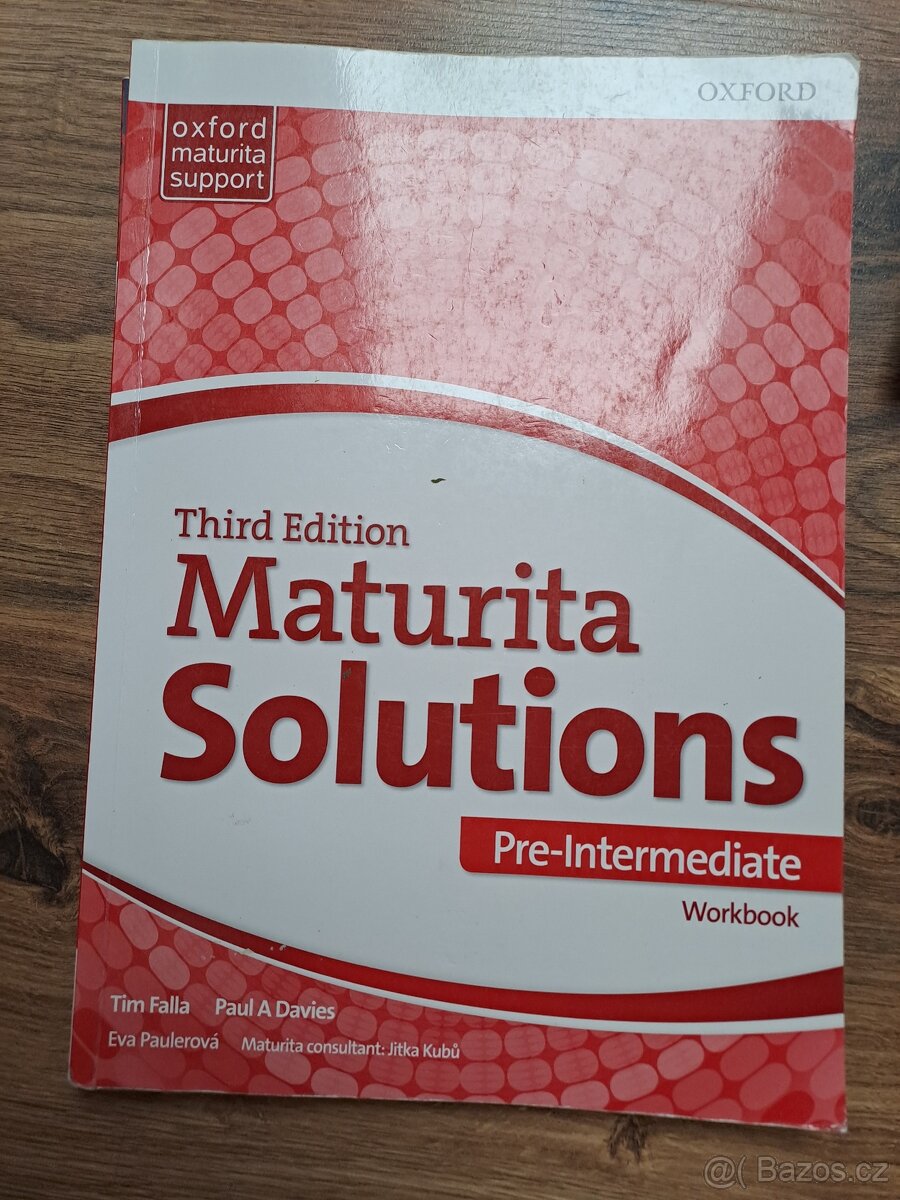 OXFORD
oxford
maturita
support
Third Edition
Maturita
Solutions
Pre-Intermediate
Workbook
Tim Falla Paul A Davies
Eva Paulerová Maturita consultant: Jitka Kubů
@( Bazos.cz